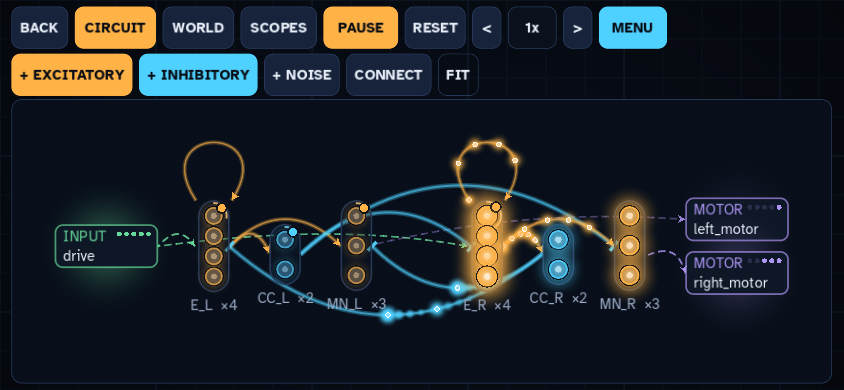 BACK CIRCUIT WORLD SCOPES PAUSE RESET < 1x > MENU
+ EXCITATORY + INHIBITORY + NOISE CONNECT FIT
INPUT
drive
E_L ×4
CC_L ×2
MN_L ×3
E_R ×4
CC_R ×2
MN_R ×3
MOTOR
left_motor
MOTOR
right_motor